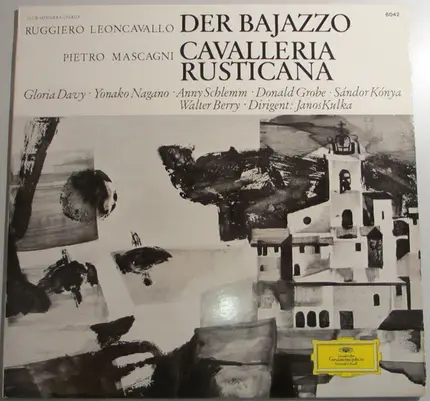 RUGGIERO LEONCAVALLO DER BAJAZZO
6042
PIETRO MASCAGNI CAVALLERIA
RUSTICANA
Gloria Davy · Yonako Nagano · Anny Schlemm · Donald Grobe · Sándor Kónya
Walter Berry · Dirigent: Janos Kulka
Deutsche
Grammophon
Gesellschaft